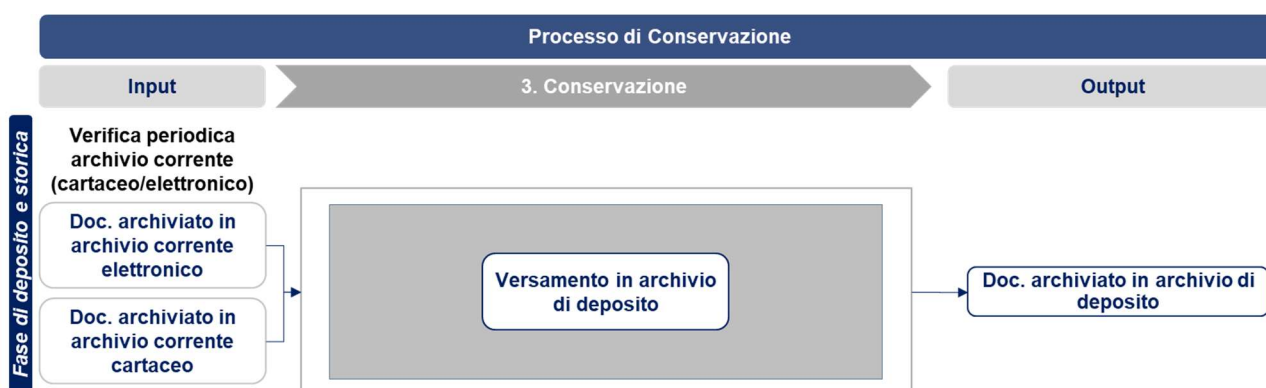 Processo di Conservazione
Input
3. Conservazione
Output
Fase di deposito e storica
Verifica periodica
archivio corrente
(cartaceo/elettronico)
Doc. archiviato in
archivio corrente
elettronico
Doc. archiviato in
archivio corrente
cartaceo
Versamento in archivio
di deposito
Doc. archiviato in archivio di
deposito